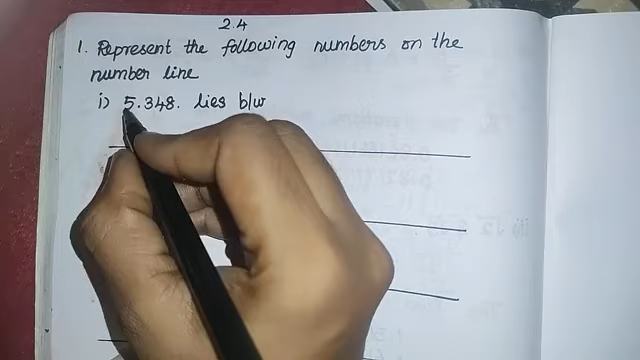 2.4
1. Represent the following numbers on the
number line
i) 5.348. lies b/w